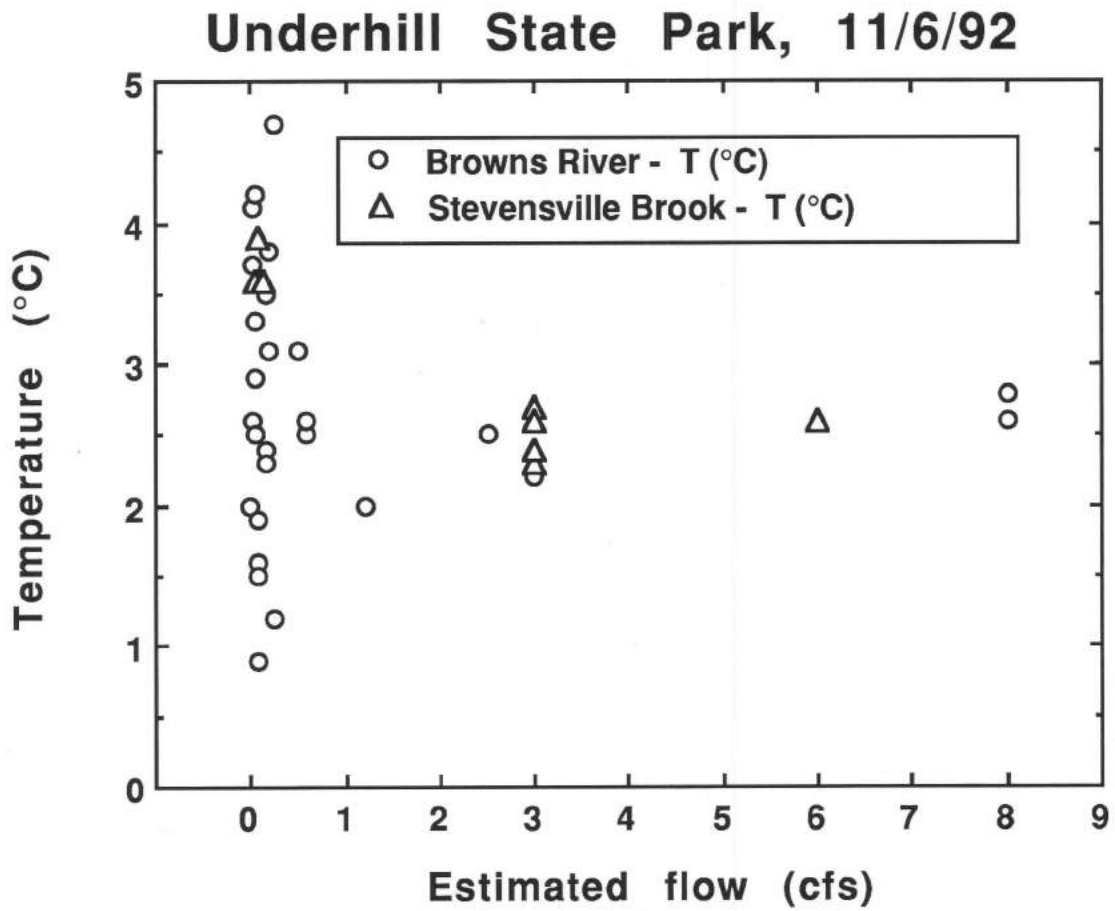 Underhill State Park, 11/6/92
5
4
3
2
1
0
Temperature (°C)
Browns River - T (°C)
Stevensville Brook - T (°C)
0 1 2 3 4 5 6 7 8 9
Estimated flow (cfs)